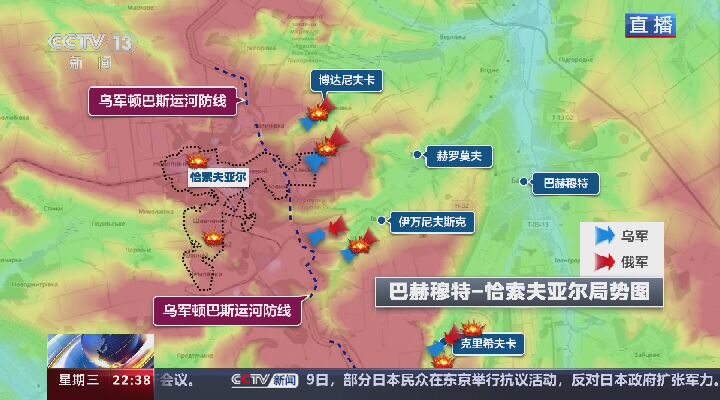 CCTV 13
新闻
直播
乌军顿巴斯运河防线
博达尼夫卡
恰索夫亚尔
赫罗莫夫
巴赫穆特
伊万尼夫斯克
乌军
俄军
巴赫穆特-恰索夫亚尔局势图
乌军顿巴斯运河防线
克里希夫卡
星期三 22:38 会议。 CCTV 新闻 9日，部分日本民众在东京举行抗议活动，反对日本政府扩张军力。